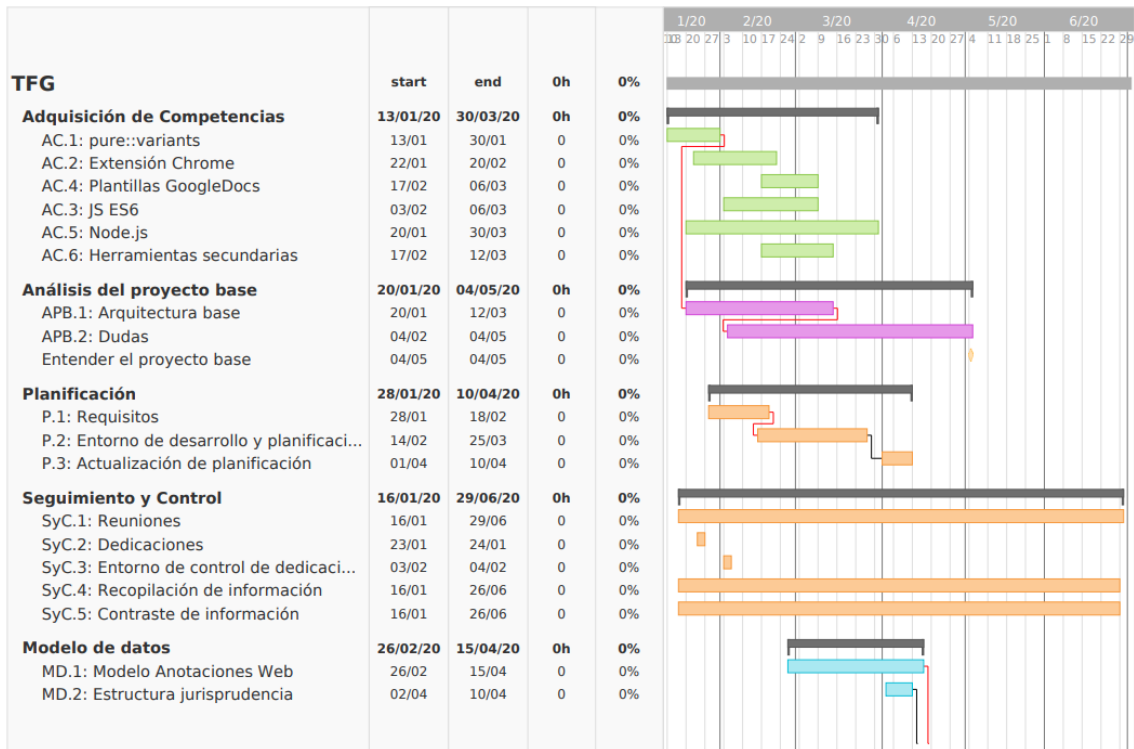 1/20 2/20 3/20 4/20 5/20 6/20
13 20 27 3 10 17 24 2 9 16 23 30 6 13 20 27 4 11 18 25 1 8 15 22 29
TFG start end 0h 0%
Adquisición de Competencias 13/01/20 30/03/20 0h 0%
AC.1: pure::variants 13/01 30/01 0 0%
AC.2: Extensión Chrome 22/01 20/02 0 0%
AC.4: Plantillas GoogleDocs 17/02 06/03 0 0%
AC.3: JS ES6 03/02 06/03 0 0%
AC.5: Node.js 20/01 30/03 0 0%
AC.6: Herramientas secundarias 17/02 12/03 0 0%
Análisis del proyecto base 20/01/20 04/05/20 0h 0%
APB.1: Arquitectura base 20/01 12/03 0 0%
APB.2: Dudas 04/02 04/05 0 0%
Entender el proyecto base 04/05 04/05 0 0%
Planificación 28/01/20 10/04/20 0h 0%
P.1: Requisitos 28/01 18/02 0 0%
P.2: Entorno de desarrollo y planificaci... 14/02 25/03 0 0%
P.3: Actualización de planificación 01/04 10/04 0 0%
Seguimiento y Control 16/01/20 29/06/20 0h 0%
SyC.1: Reuniones 16/01 29/06 0 0%
SyC.2: Dedicaciones 23/01 24/01 0 0%
SyC.3: Entorno de control de dedicaci... 03/02 04/02 0 0%
SyC.4: Recopilación de información 16/01 26/06 0 0%
SyC.5: Contraste de información 16/01 26/06 0 0%
Modelo de datos 26/02/20 15/04/20 0h 0%
MD.1: Modelo Anotaciones Web 26/02 15/04 0 0%
MD.2: Estructura jurisprudencia 02/04 10/04 0 0%